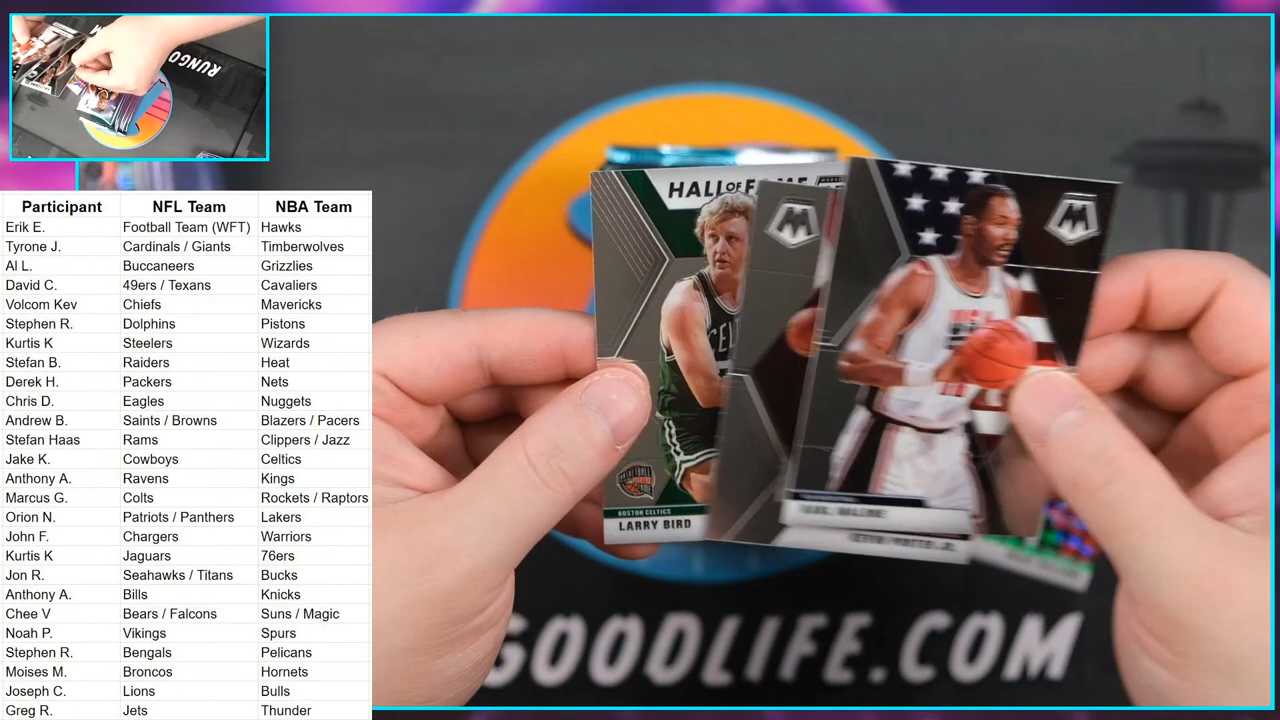 RUNGO
Participant NFL Team NBA Team
Erik E. Football Team (WFT) Hawks
Tyrone J. Cardinals / Giants Timberwolves
Al L. Buccaneers Grizzlies
David C. 49ers / Texans Cavaliers
Volcom Kev Chiefs Mavericks
Stephen R. Dolphins Pistons
Kurtis K Steelers Wizards
Stefan B. Raiders Heat
Derek H. Packers Nets
Chris D. Eagles Nuggets
Andrew B. Saints / Browns Blazers / Pacers
Stefan Haas Rams Clippers / Jazz
Jake K. Cowboys Celtics
Anthony A. Ravens Kings
Marcus G. Colts Rockets / Raptors
Orion N. Patriots / Panthers Lakers
John F. Chargers Warriors
Kurtis K Jaguars 76ers
Jon R. Seahawks / Titans Bucks
Anthony A. Bills Knicks
Chee V Bears / Falcons Suns / Magic
Noah P. Vikings Spurs
Stephen R. Bengals Pelicans
Moises M. Broncos Hornets
Joseph C. Lions Bulls
Greg R. Jets Thunder
HALL OF FAME
CEL
BOSTON CELTICS
LARRY BIRD
M
M
MALONE
GOODLIFE.COM